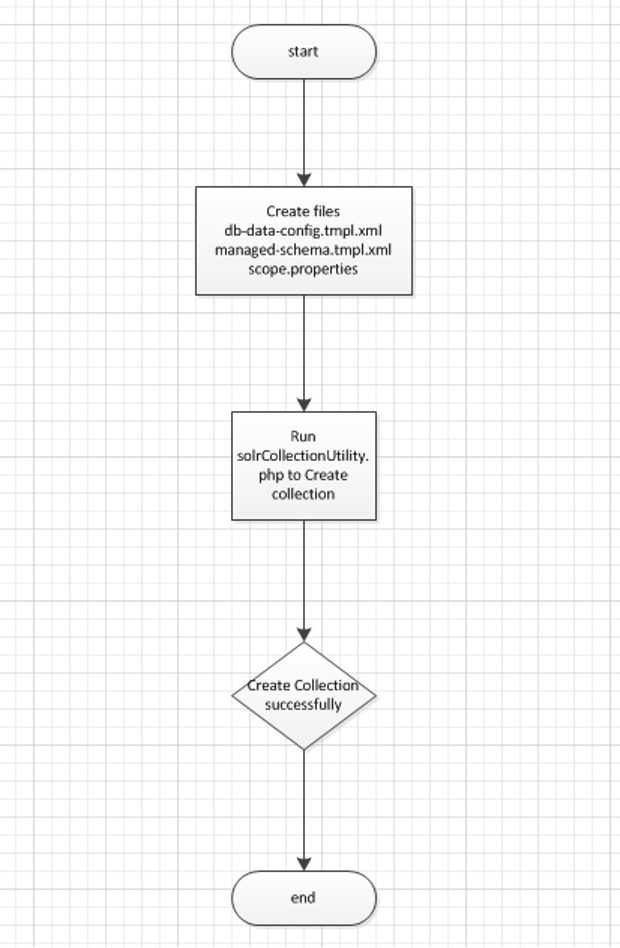 start
Create files
db-data-config.tmpl.xml
managed-schema.tmpl.xml
scope.properties
Run
solrCollectionUtility.
php to Create
collection
Create Collection
successfully
end